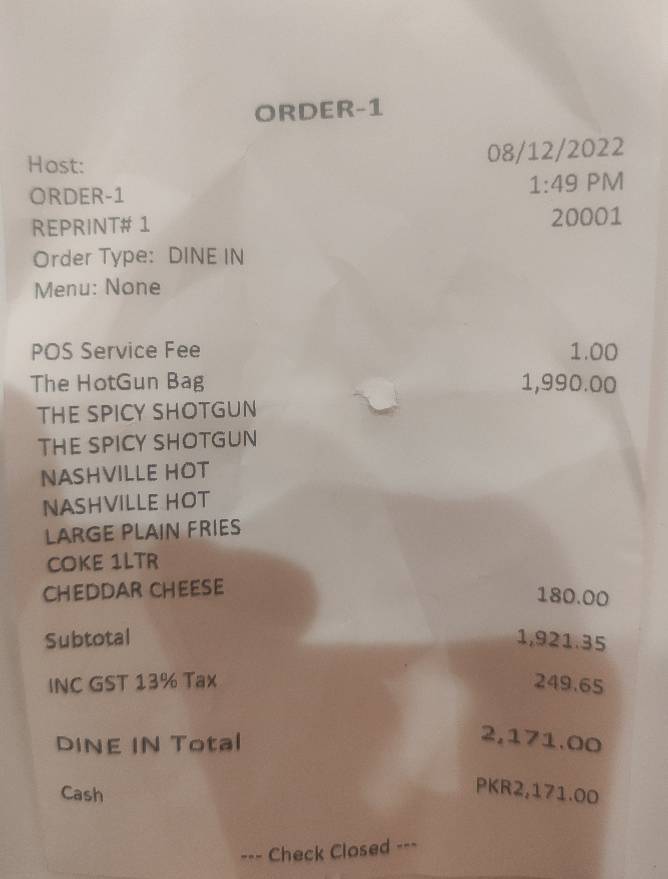 ORDER-1
Host: 08/12/2022
ORDER-1 1:49 PM
REPRINT# 1 20001
Order Type: DINE IN
Menu: None
POS Service Fee 1.00
The HotGun Bag 1,990.00
THE SPICY SHOTGUN
THE SPICY SHOTGUN
NASHVILLE HOT
NASHVILLE HOT
LARGE PLAIN FRIES
COKE 1LTR
CHEDDAR CHEESE 180.00
Subtotal 1,921.35
INC GST 13% Tax 249.65
DINE IN Total 2,171.00
Cash PKR2,171.00
--- Check Closed ---